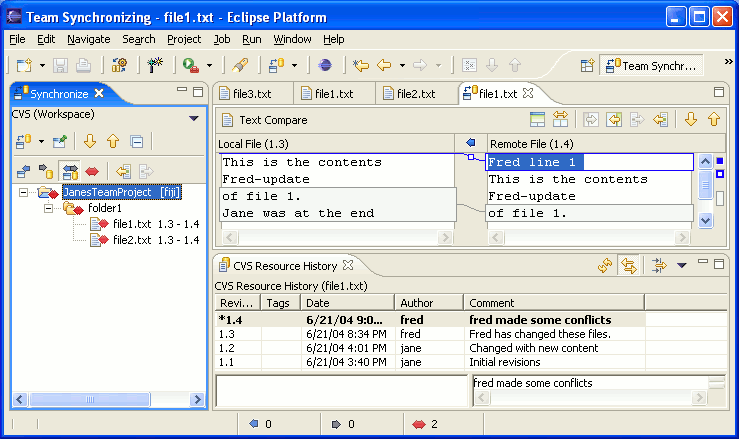 Team Synchronizing - file1.txt - Eclipse Platform
File Edit Navigate Search Project Job Run Window Help
Team Synchr... »
Synchronize
CVS (Workspace)
JanesTeamProject [fiji]
folder1
file1.txt 1.3 - 1.4
file2.txt 1.3 - 1.4
file3.txt file1.txt file2.txt file1.txt
Text Compare
Local File (1.3)
This is the contents
Fred-update
of file 1.
Jane was at the end
Remote File (1.4)
Fred line 1
This is the contents
Fred-update
of file 1.
CVS Resource History
CVS Resource History (file1.txt)
Revi... Tags Date Author Comment
*1.4 6/21/04 9:0... fred fred made some conflicts
1.3 6/21/04 8:34 PM fred Fred has changed these files.
1.2 6/21/04 4:01 PM jane Changed with new content
1.1 6/21/04 3:40 PM jane Initial revisions
fred made some conflicts
0 0 2